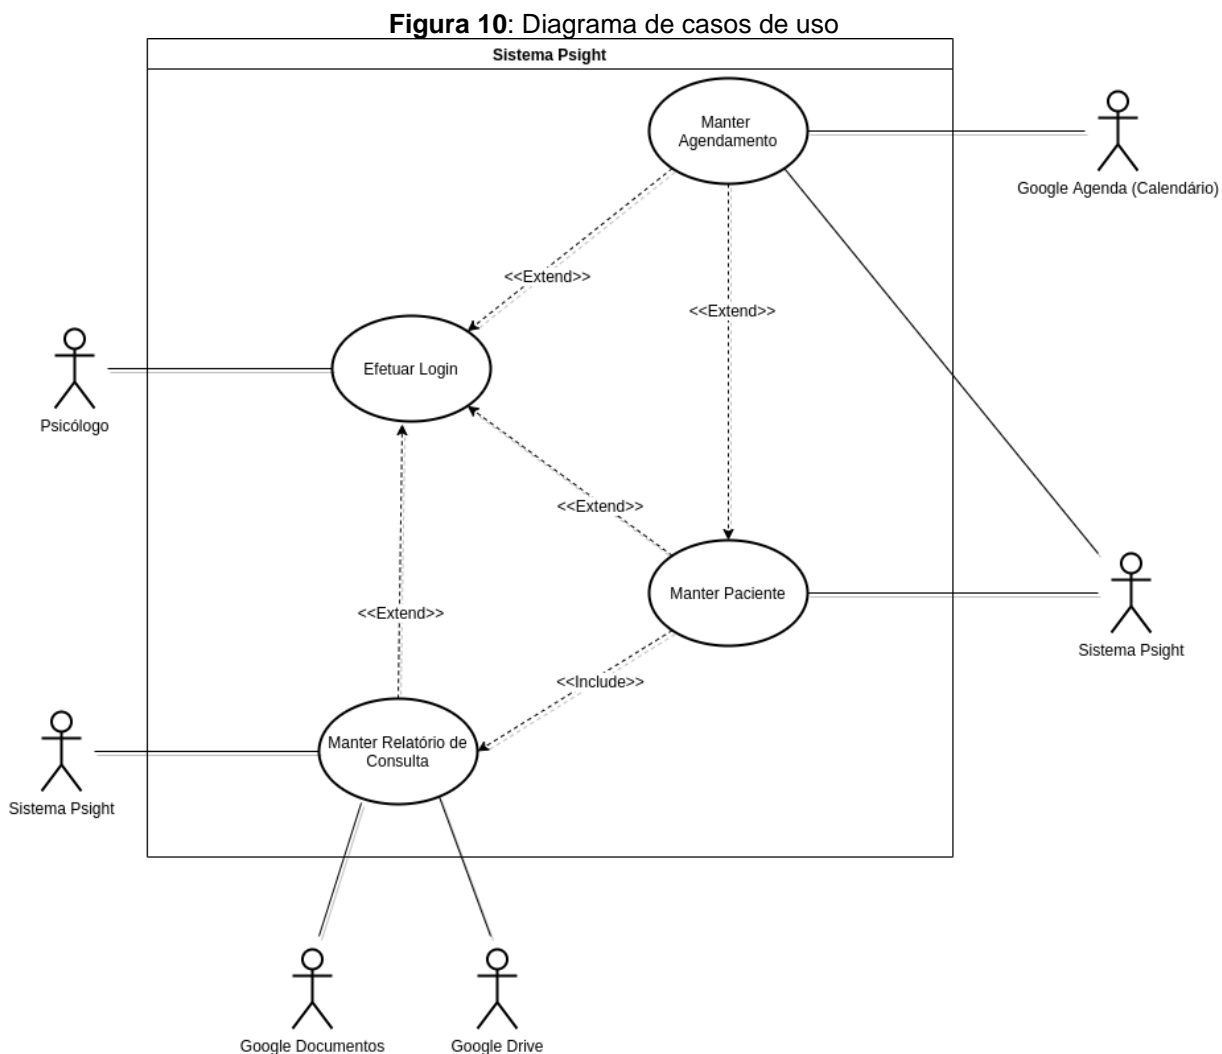 Figura 10: Diagrama de casos de uso
Sistema Psight
Manter
Agendamento
Google Agenda (Calendário)
<<Extend>>
<<Extend>>
Efetuar Login
Psicólogo
<<Extend>>
Manter Paciente
<<Extend>>
Sistema Psight
<<Include>>
Manter Relatório de
Consulta
Sistema Psight
Google Documentos
Google Drive